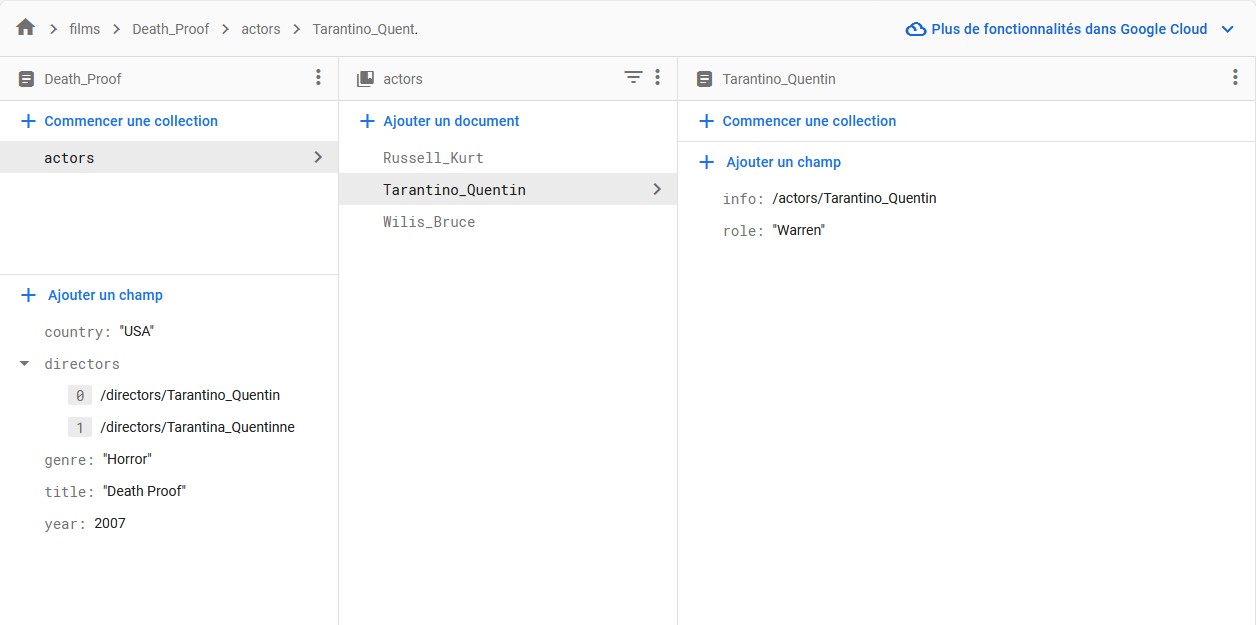 films Death_Proof actors Tarantino_Quent.
Plus de fonctionnalités dans Google Cloud
Death_Proof
Commencer une collection
actors
Ajouter un champ
country: "USA"
directors
0 /directors/Tarantino_Quentin
1 /directors/Tarantina_Quentinne
genre: "Horror"
title: "Death Proof"
year: 2007
actors
Ajouter un document
Russell_Kurt
Tarantino_Quentin
Wilis_Bruce
Tarantino_Quentin
Commencer une collection
Ajouter un champ
info: /actors/Tarantino_Quentin
role: "Warren"